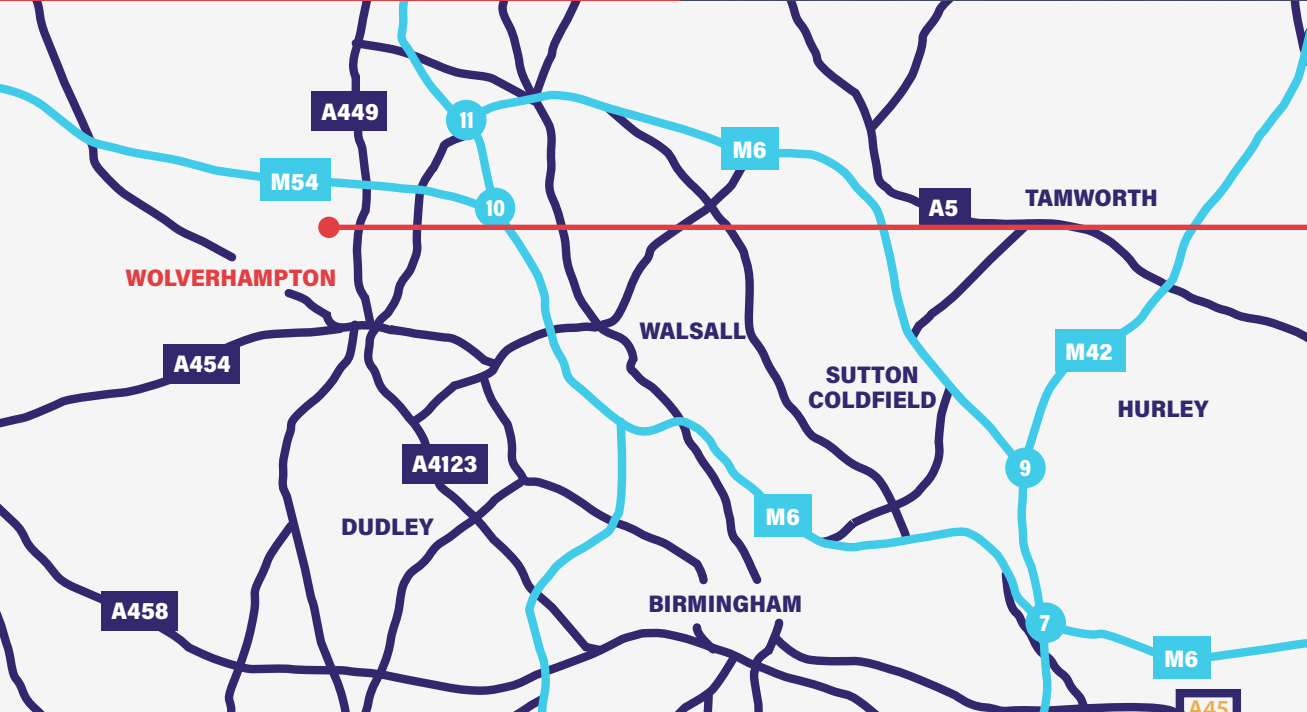 A449
11
M6
M54
TAMWORTH
10
A5
WOLVERHAMPTON
WALSALL
M42
A454
SUTTON
COLDFIELD
HURLEY
A4123
9
M6
DUDLEY
BIRMINGHAM
A458
7
M6
A45